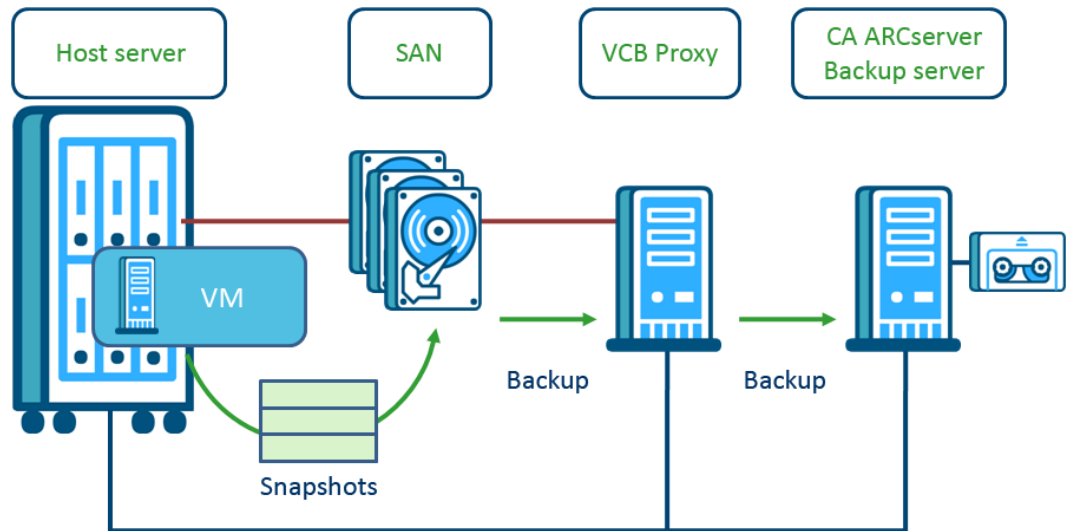 Host server
SAN
VCB Proxy
CA ARCserver
Backup server
VM
Backup
Backup
Snapshots